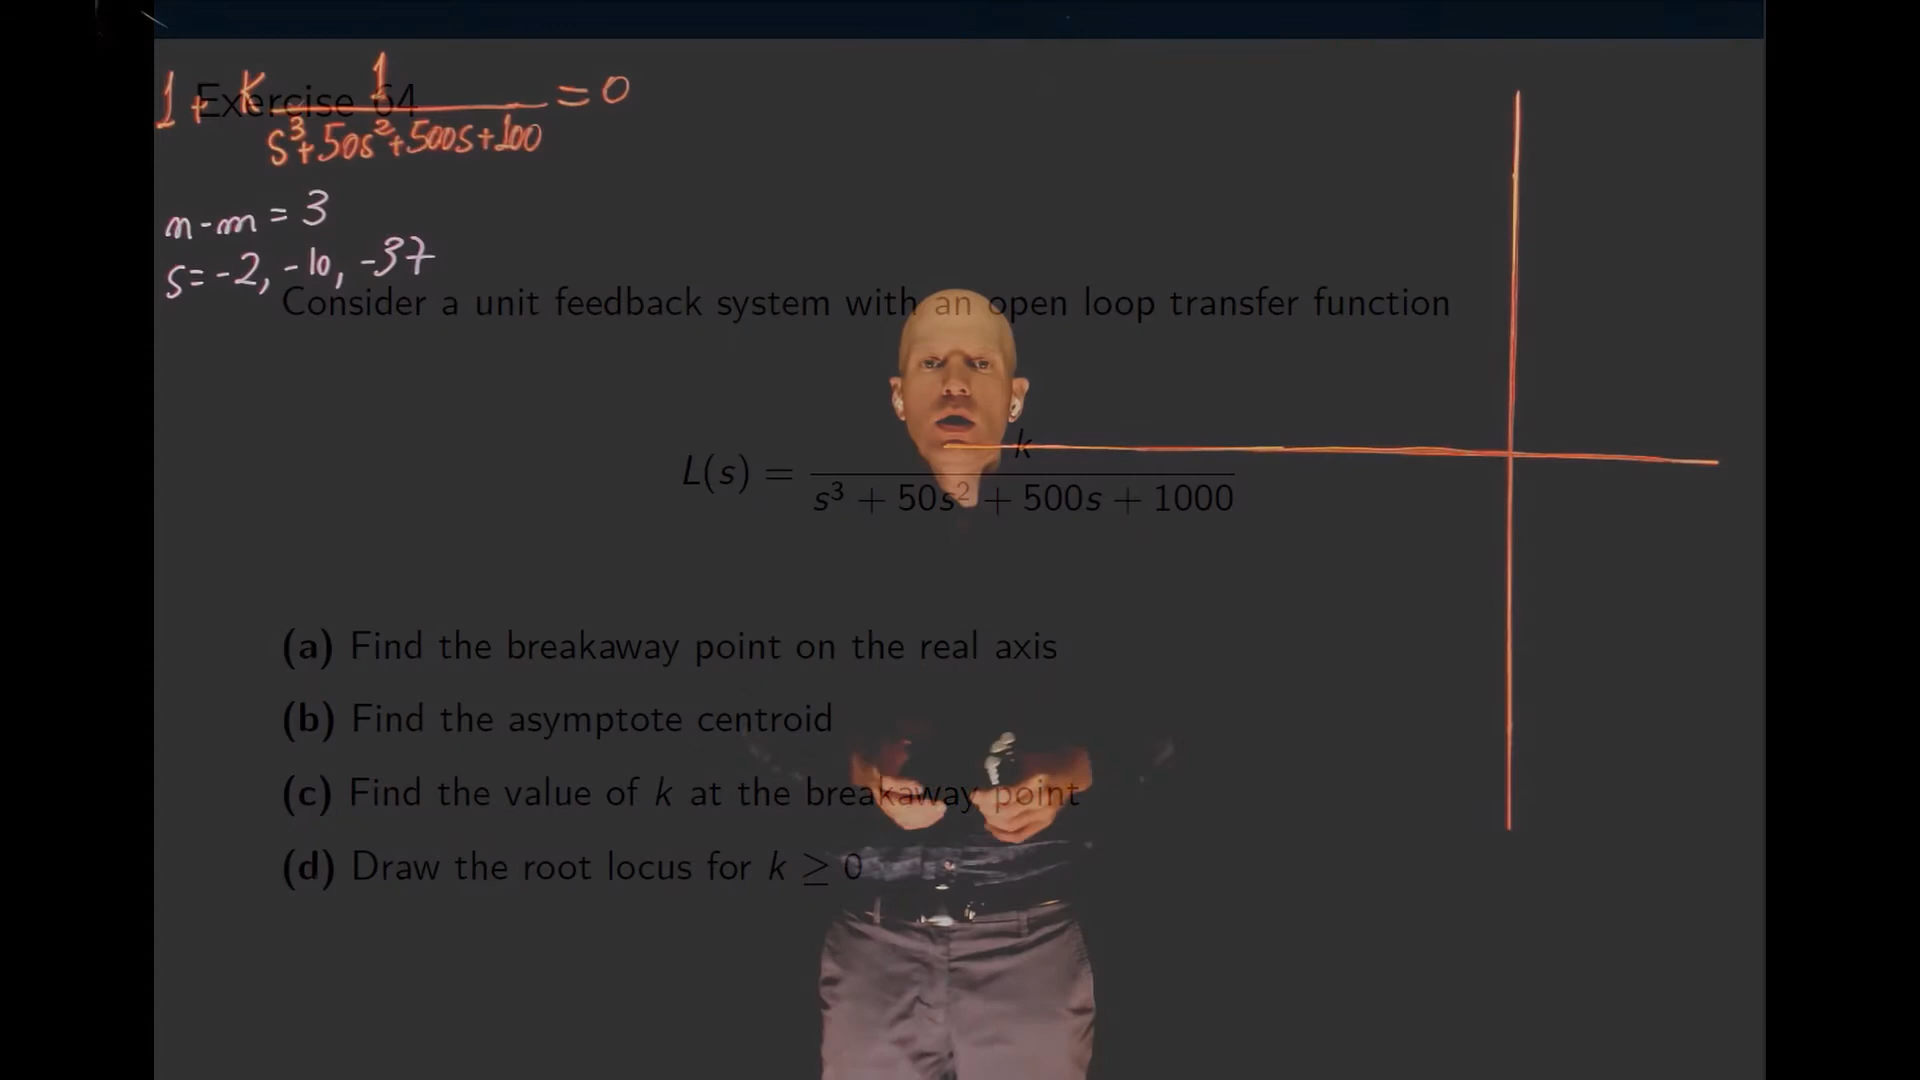 Exercise 64
1 + K 1/(s³+50s²+500s+100) = 0
n-m = 3
s=-2, -10, -37
Consider a unit feedback system with an open loop transfer function
L(s) = k/(s³ + 50s² + 500s + 1000)
(a) Find the breakaway point on the real axis
(b) Find the asymptote centroid
(c) Find the value of k at the breakaway point
(d) Draw the root locus for k ≥ 0